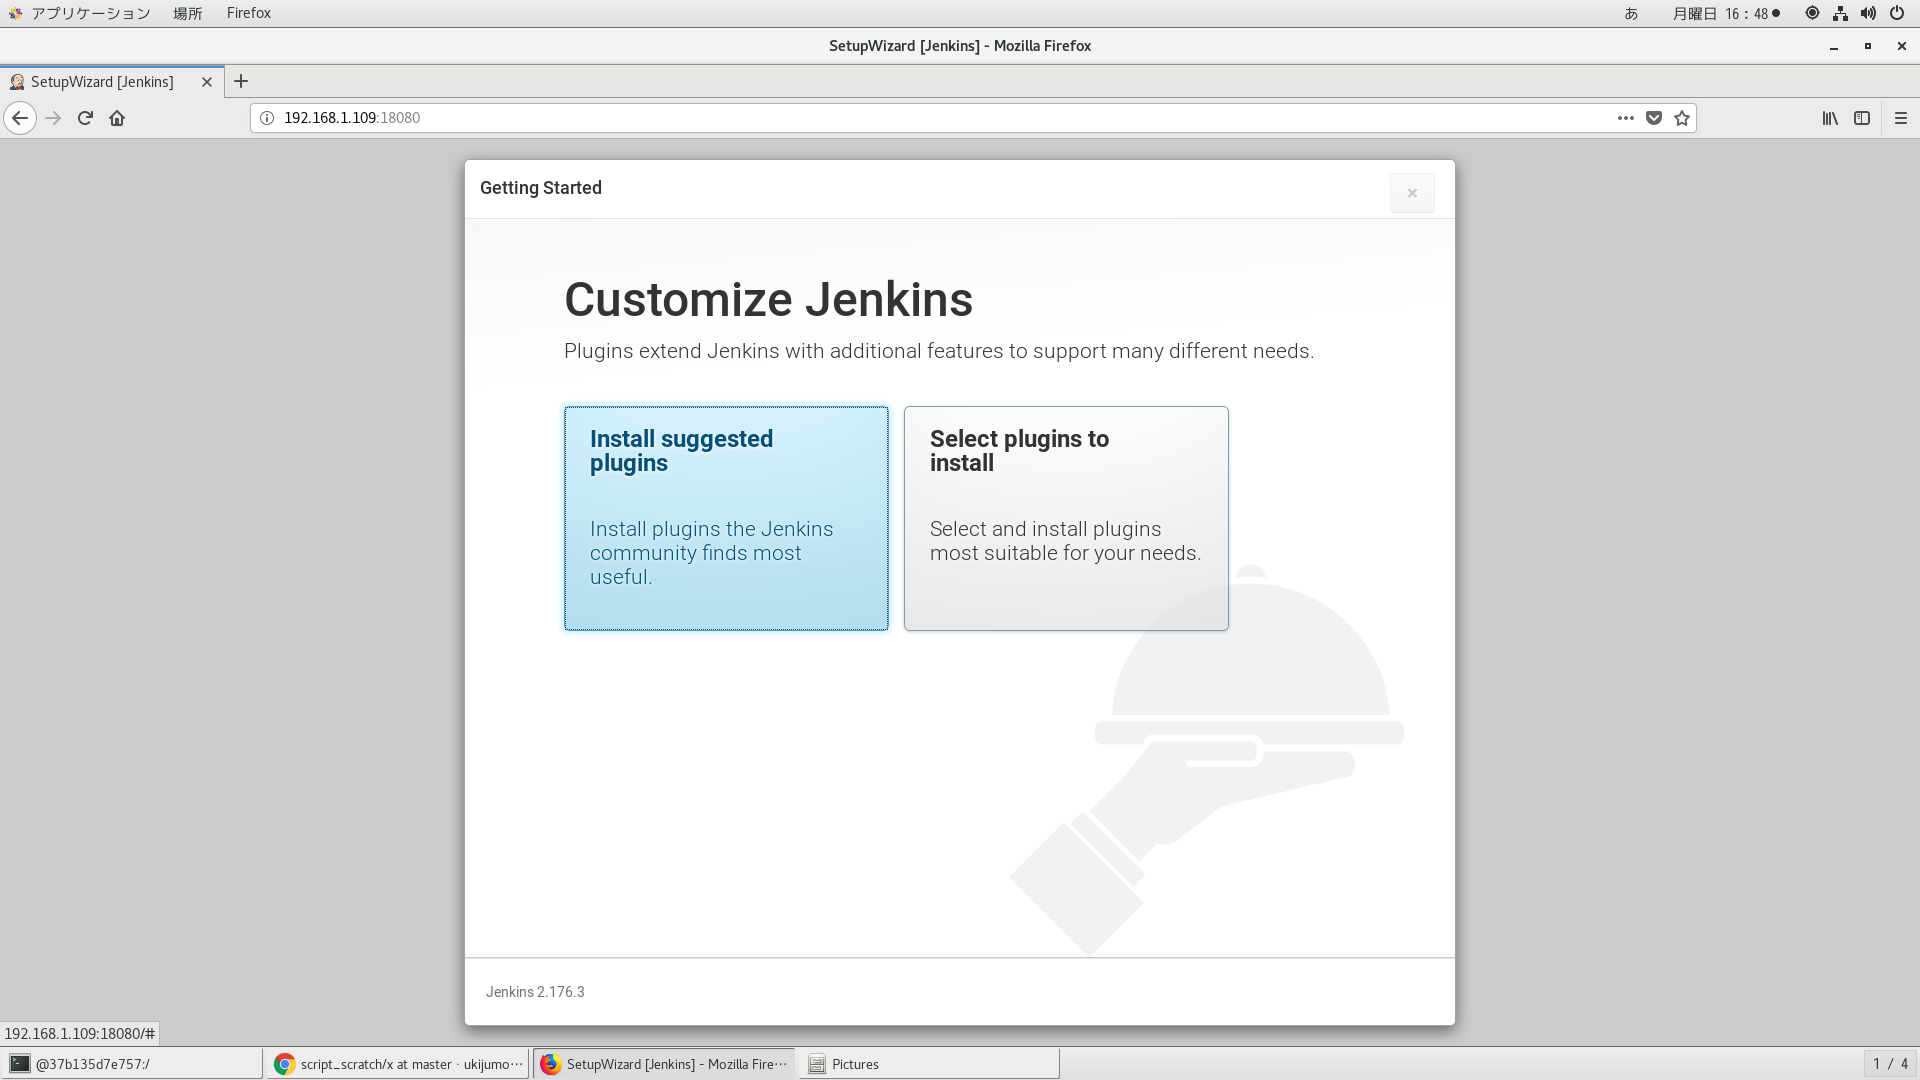 アプリケーション 場所 Firefox あ 月曜日 16：48●
SetupWizard [Jenkins] - Mozilla Firefox
SetupWizard [Jenkins]
192.168.1.109:18080
Getting Started
Customize Jenkins
Plugins extend Jenkins with additional features to support many different needs.
Install suggested
plugins
Install plugins the Jenkins
community finds most
useful.
Select plugins to
install
Select and install plugins
most suitable for your needs.
Jenkins 2.176.3
192.168.1.109:18080/#
@37b135d7e757:/ script_scratch/x at master · ukijumo… SetupWizard [Jenkins] - Mozilla Fire… Pictures 1 / 4